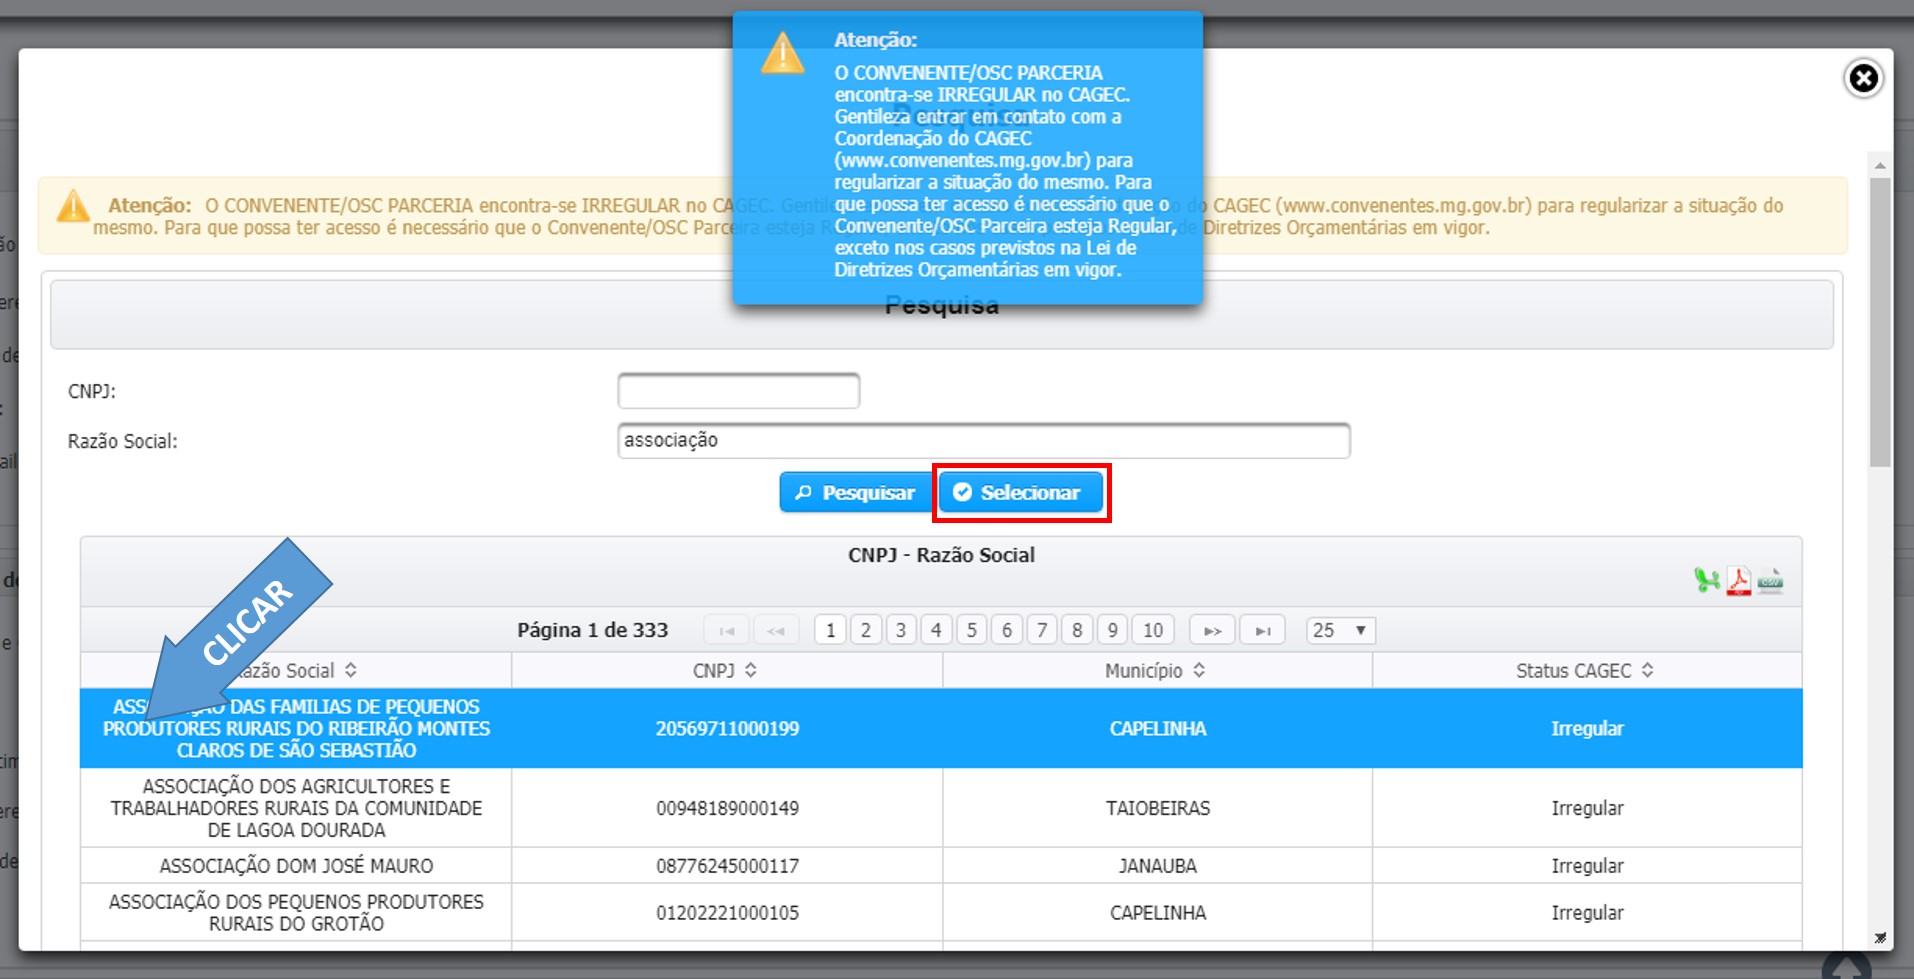 Atenção:
O CONVENENTE/OSC PARCERIA
encontra-se IRREGULAR no CAGEC.
Gentileza entrar em contato com a
Coordenação do CAGEC
(www.convenentes.mg.gov.br) para
regularizar a situação do mesmo. Para
que possa ter acesso é necessário que o
Convenente/OSC Parceira esteja Regular,
exceto nos casos previstos na Lei de
Diretrizes Orçamentárias em vigor.
Pesquisa
Atenção: O CONVENENTE/OSC PARCERIA encontra-se IRREGULAR no CAGEC. Gentileza do CAGEC (www.convenentes.mg.gov.br) para regularizar a situação do
mesmo. Para que possa ter acesso é necessário que o Convenente/OSC Parceira esteja de Diretrizes Orçamentárias em vigor.
Pesquisa
CNPJ:
Razão Social: associação
Pesquisar Selecionar
CNPJ - Razão Social
Página 1 de 333 1 2 3 4 5 6 7 8 9 10 25
CLICAR
Razão Social CNPJ Município Status CAGEC
ASSOCIAÇÃO DAS FAMILIAS DE PEQUENOS
PRODUTORES RURAIS DO RIBEIRÃO MONTES
CLAROS DE SÃO SEBASTIÃO
20569711000199 CAPELINHA Irregular
ASSOCIAÇÃO DOS AGRICULTORES E
TRABALHADORES RURAIS DA COMUNIDADE
DE LAGOA DOURADA
00948189000149 TAIOBEIRAS Irregular
ASSOCIAÇÃO DOM JOSÉ MAURO 08776245000117 JANAUBA Irregular
ASSOCIAÇÃO DOS PEQUENOS PRODUTORES
RURAIS DO GROTÃO
01202221000105 CAPELINHA Irregular